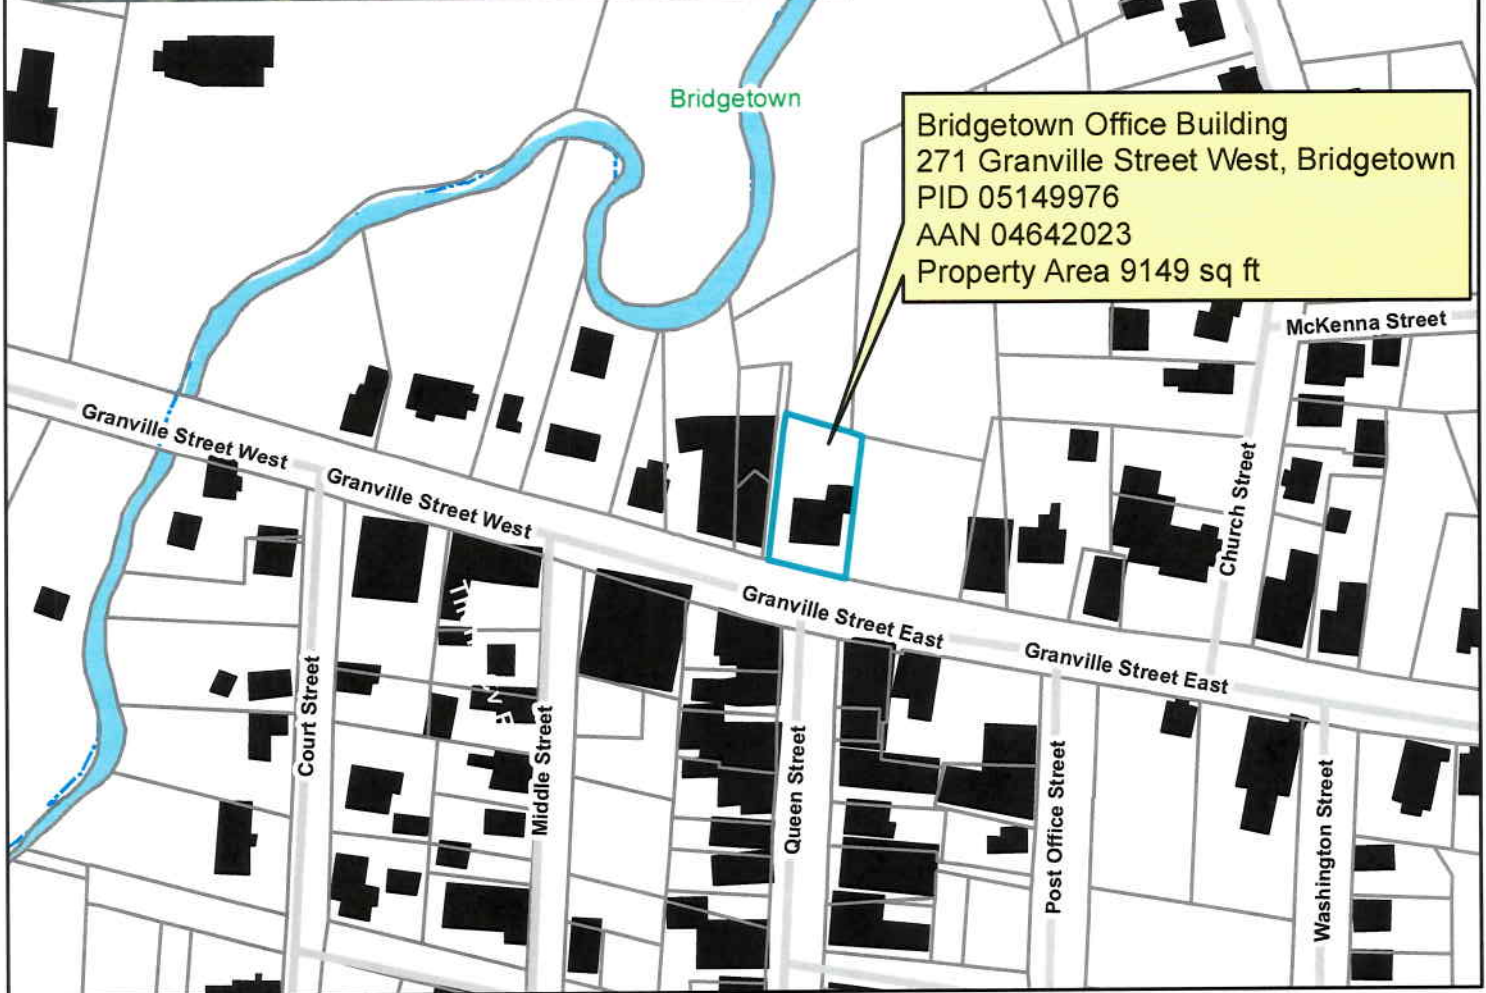 Bridgetown
Bridgetown Office Building
271 Granville Street West, Bridgetown
PID 05149976
AAN 04642023
Property Area 9149 sq ft
McKenna Street
Granville Street West
Granville Street West
Granville Street East
Granville Street East
Church Street
Court Street
Middle Street
Queen Street
Post Office Street
Washington Street